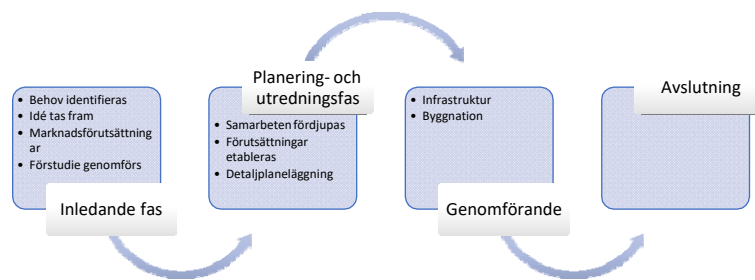 • Behov identifieras
• Idé tas fram
• Marknadsförutsättning
ar
• Förstudie genomförs
Inledande fas
Planering- och
utredningsfas
• Samarbeten fördjupas
• Förutsättningar
etableras
• Detaljplaneläggning
• Infrastruktur
• Byggnation
Genomförande
Avslutning